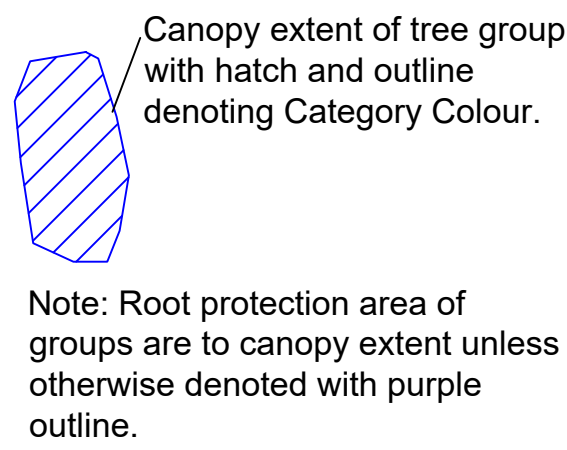 Canopy extent of tree group
with hatch and outline
denoting Category Colour.
Note: Root protection area of
groups are to canopy extent unless
otherwise denoted with purple
outline.